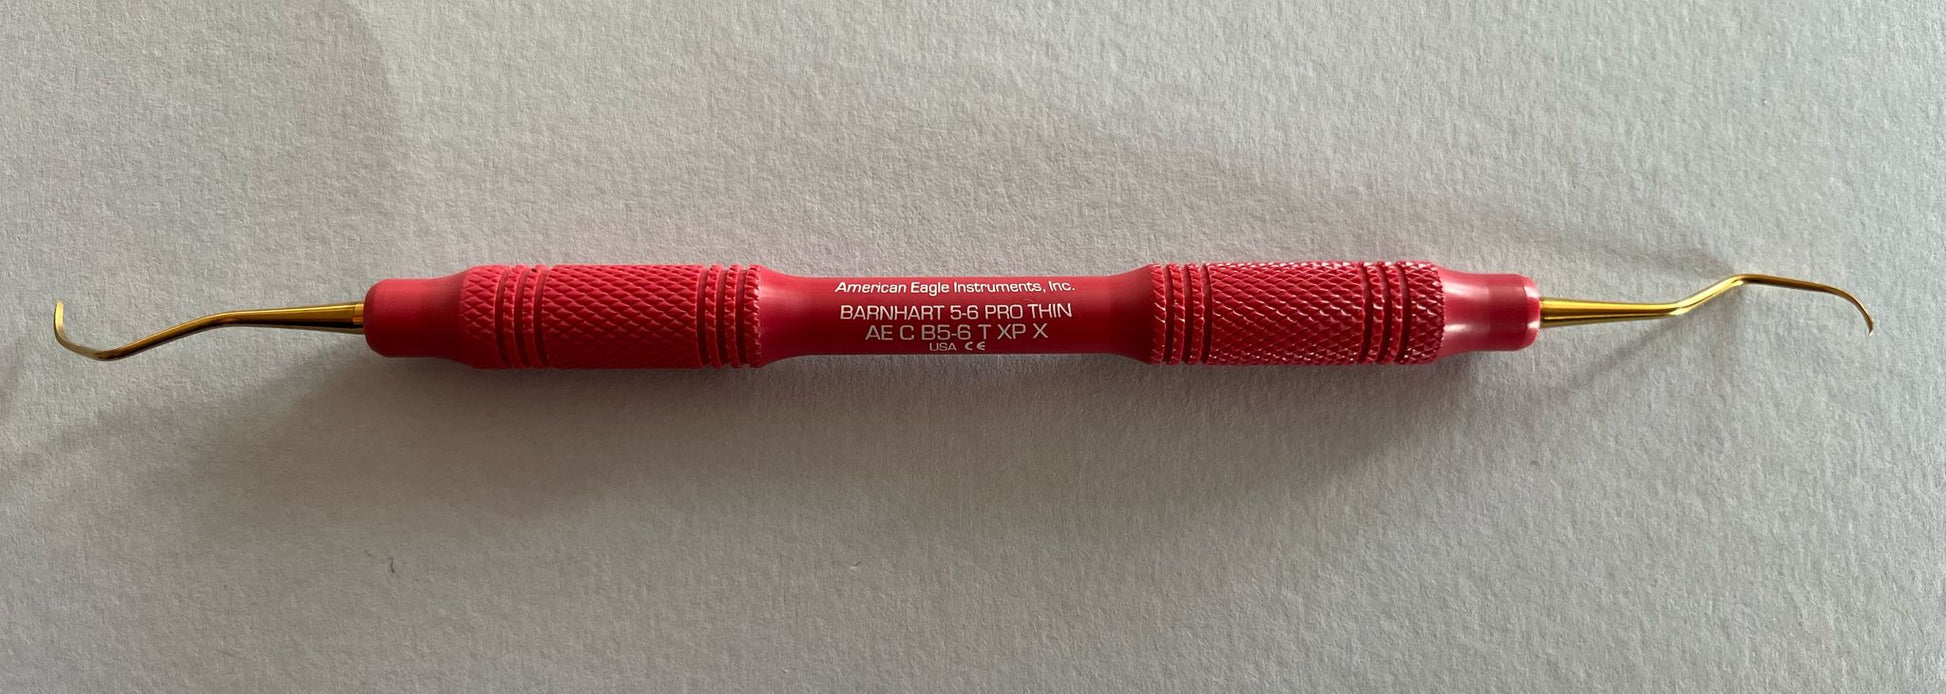 American Eagle Instruments, Inc.
BARNHART 5-6 PRO THIN
AE C B5-6 T XP X
USA CE